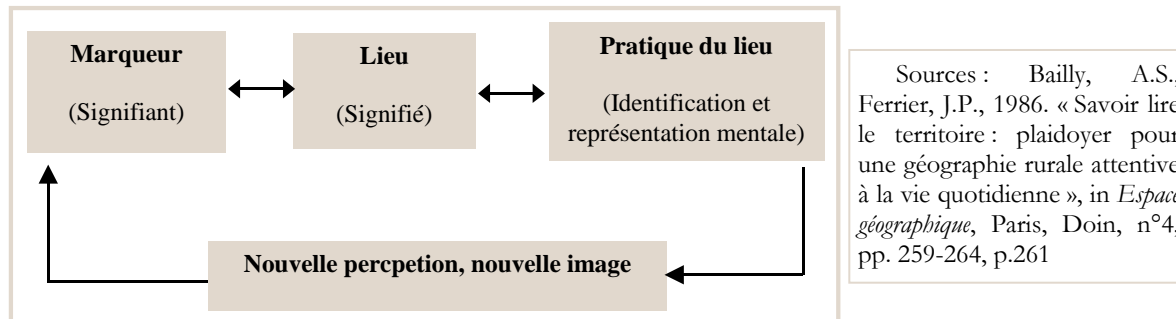 Marqueur
(Signifiant)
Lieu
(Signifié)
Pratique du lieu
(Identification et
représentation mentale)
Nouvelle percpetion, nouvelle image
Sources : Bailly, A.S.,
Ferrier, J.P., 1986. « Savoir lire
le territoire : plaidoyer pour
une géographie rurale attentive
à la vie quotidienne », in Espace
géographique, Paris, Doin, n°4,
pp. 259-264, p.261